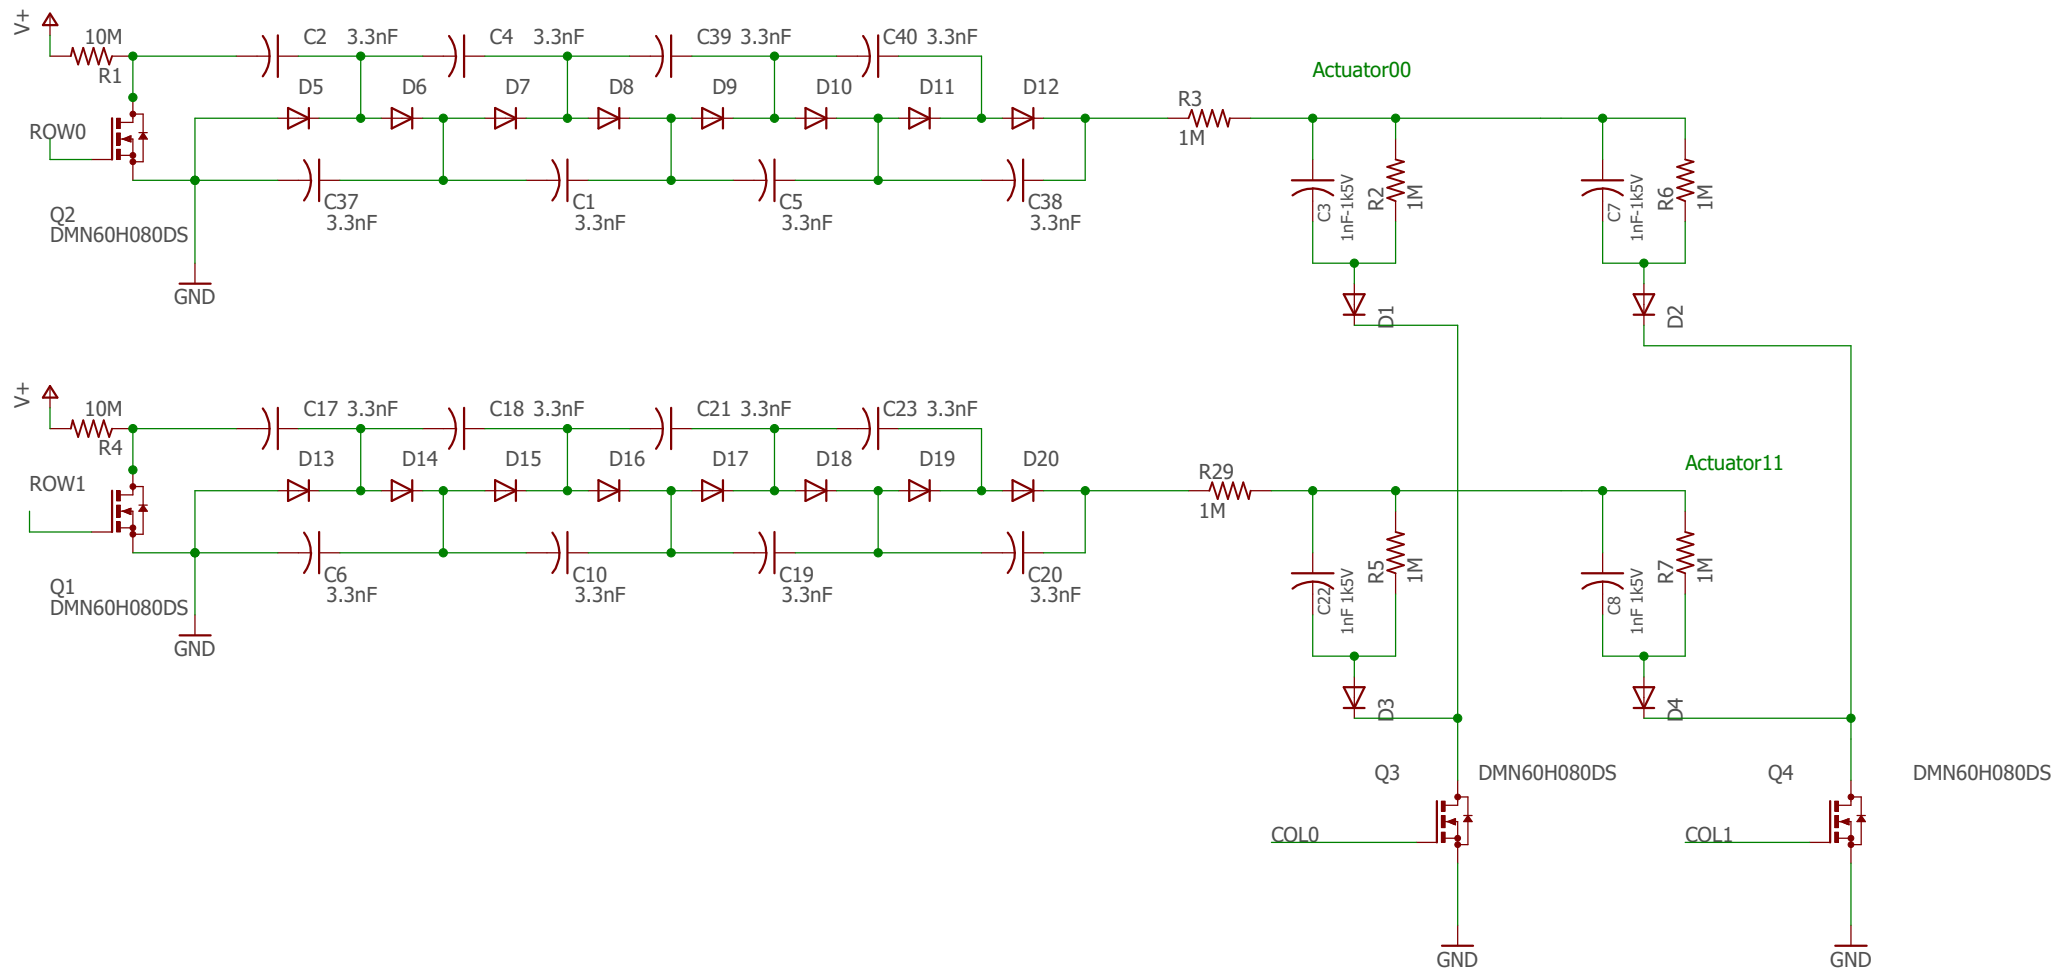 V+
10M
R1
C2 3.3nF
C4 3.3nF
C39 3.3nF
C40 3.3nF
D5
D6
D7
D8
D9
D10
D11
D12
R3
1M
Actuator00
ROW0
C37
3.3nF
C1
3.3nF
C5
3.3nF
C38
3.3nF
C3
1nF-1k5V
R2
1M
C7
1nF-1k5V
R6
1M
Q2
DMN60H080DS
GND
D1
D2
V+
10M
R4
C17 3.3nF
C18 3.3nF
C21 3.3nF
C23 3.3nF
D13
D14
D15
D16
D17
D18
D19
D20
R29
1M
Actuator11
ROW1
C6
3.3nF
C10
3.3nF
C19
3.3nF
C20
3.3nF
C22
1nF 1k5V
R5
1M
C8
1nF 1k5V
R7
1M
Q1
DMN60H080DS
GND
D3
D4
Q3
DMN60H080DS
Q4
DMN60H080DS
COL0
COL1
GND
GND